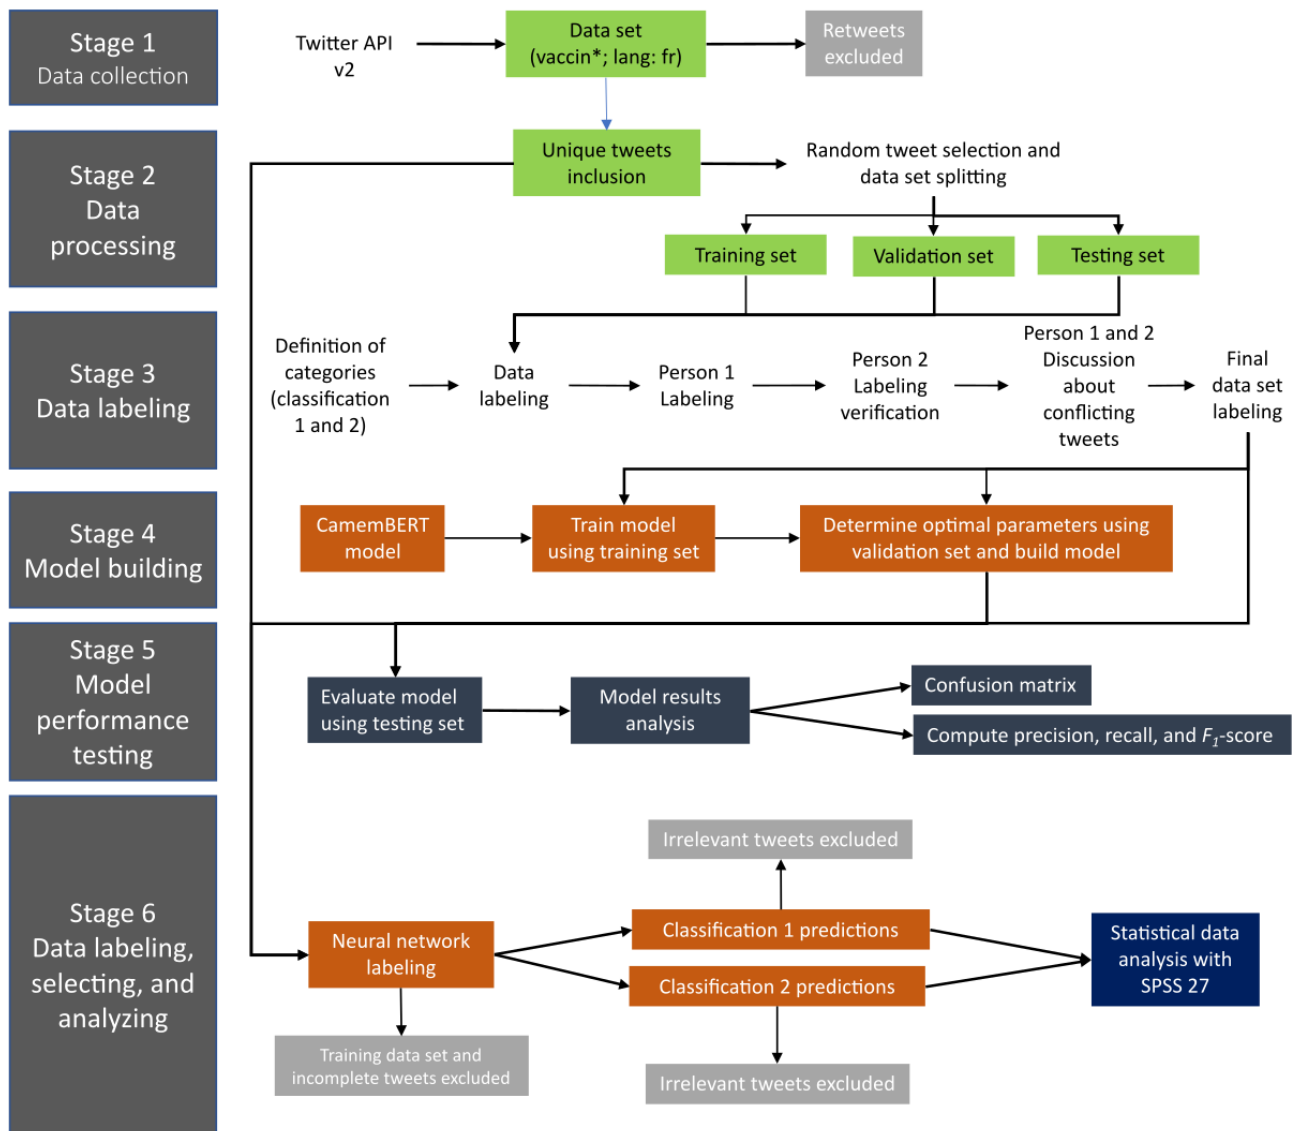 Stage 1
Data collection
Twitter API
v2
Data set
(vaccin*; lang: fr)
Retweets
excluded
Stage 2
Data
processing
Unique tweets
inclusion
Random tweet selection and
data set splitting
Training set
Validation set
Testing set
Stage 3
Data labeling
Definition of
categories
(classification
1 and 2)
Data
labeling
Person 1
Labeling
Person 2
Labeling
verification
Person 1 and 2
Discussion
about
conflicting
tweets
Final
data set
labeling
Stage 4
Model building
CamemBERT
model
Train model
using training set
Determine optimal parameters using
validation set and build model
Stage 5
Model
performance
testing
Evaluate model
using testing set
Model results
analysis
Confusion matrix
Compute precision, recall, and F1-score
Stage 6
Data labeling,
selecting, and
analyzing
Irrelevant tweets excluded
Neural network
labeling
Classification 1 predictions
Classification 2 predictions
Statistical data
analysis with
SPSS 27
Training data set and
incomplete tweets excluded
Irrelevant tweets excluded